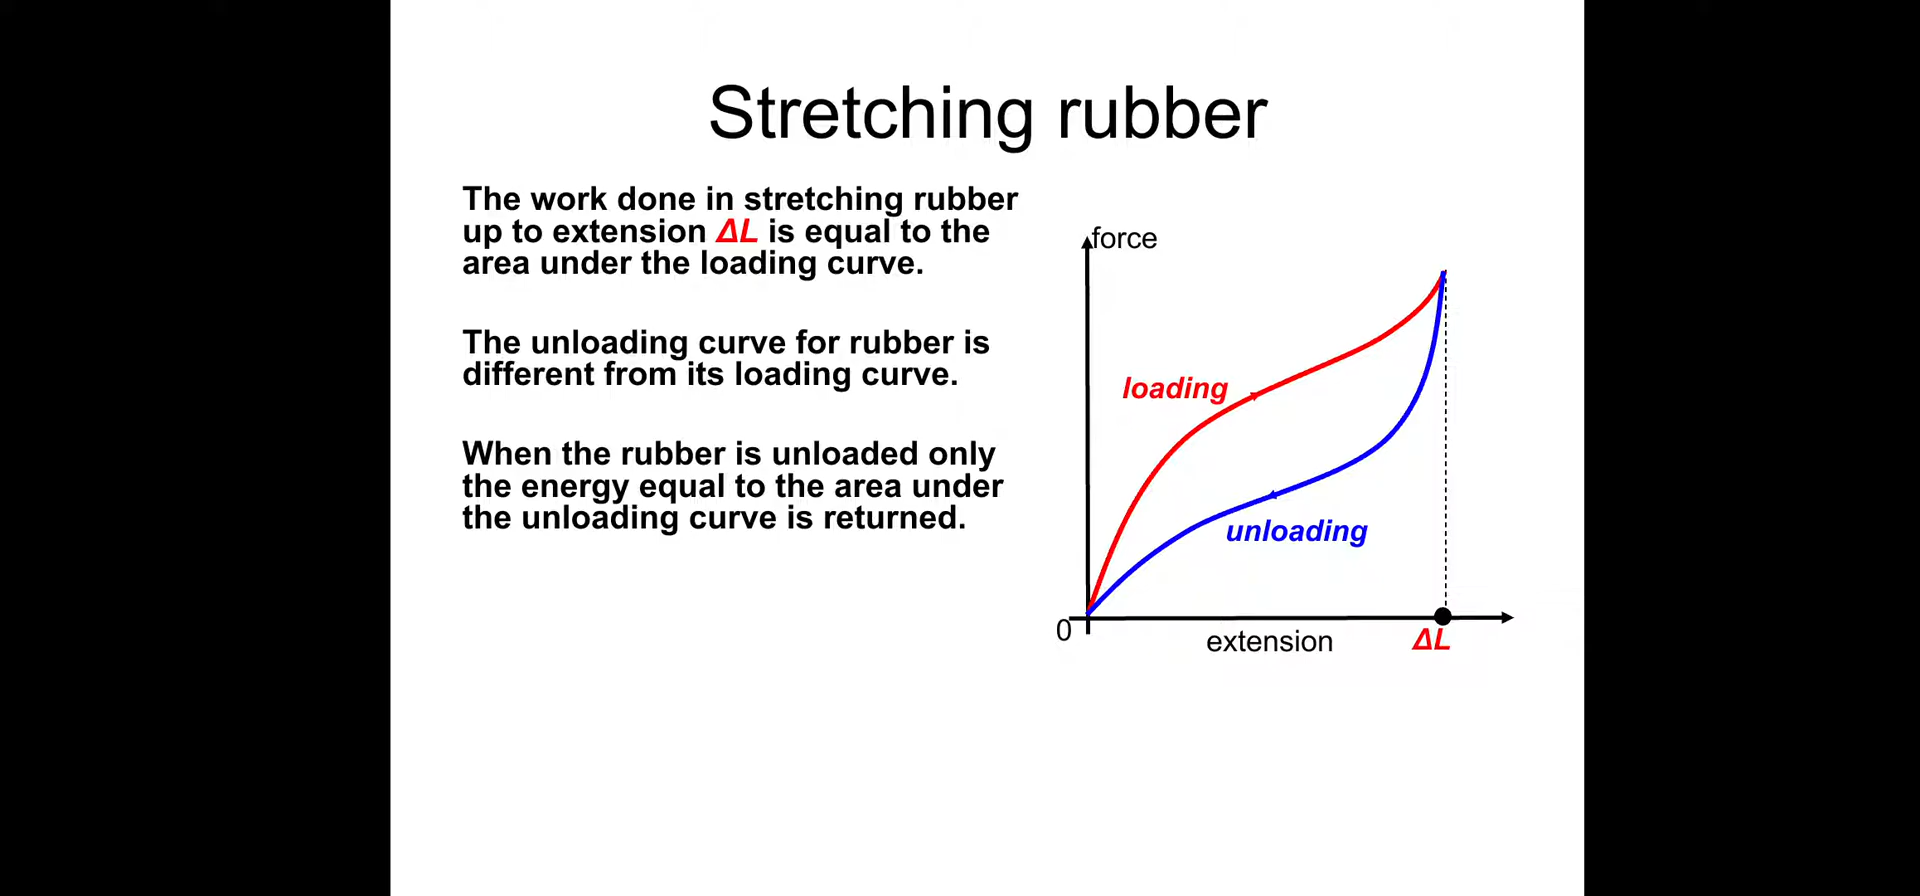 Stretching rubber
The work done in stretching rubber
up to extension ΔL is equal to the
area under the loading curve.
The unloading curve for rubber is
different from its loading curve.
When the rubber is unloaded only
the energy equal to the area under
the unloading curve is returned.
force
loading
unloading
0
extension
ΔL